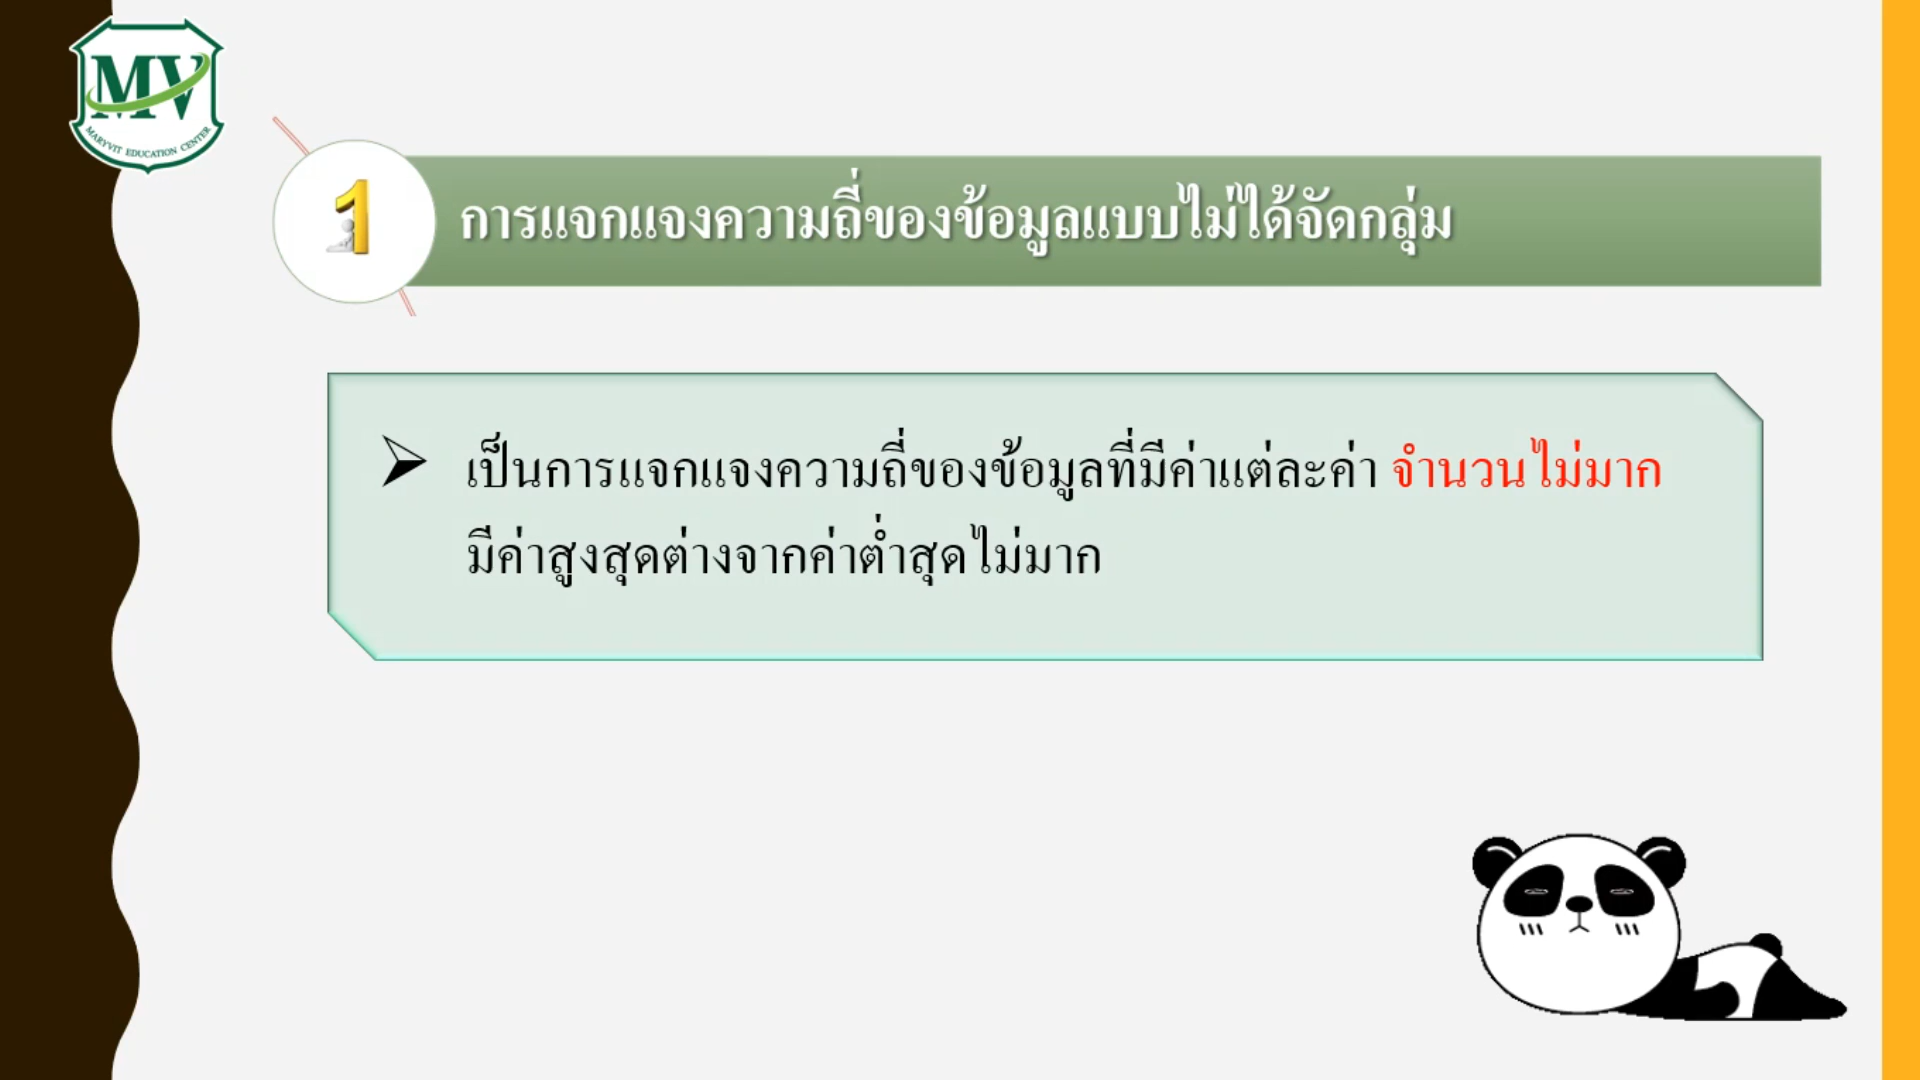 MV
MARYVIT EDUCATION CENTER
1
การแจกแจงความถี่ของข้อมูลแบบไม่ได้จัดกลุ่ม
เป็นการแจกแจงความถี่ของข้อมูลที่มีค่าแต่ละค่า จำนวนไม่มาก
มีค่าสูงสุดต่างจากค่าต่ำสุดไม่มาก